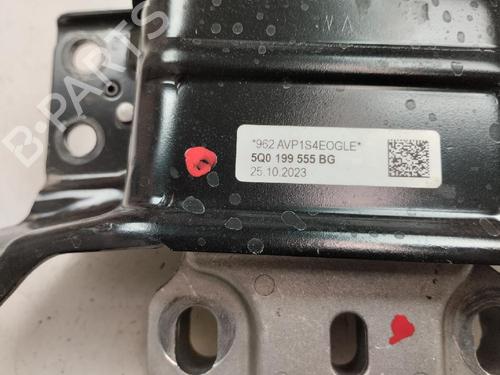 B-PARTS
*962 AVP1S4EOGLE*
5Q0 199 555 BG
25.10.2023